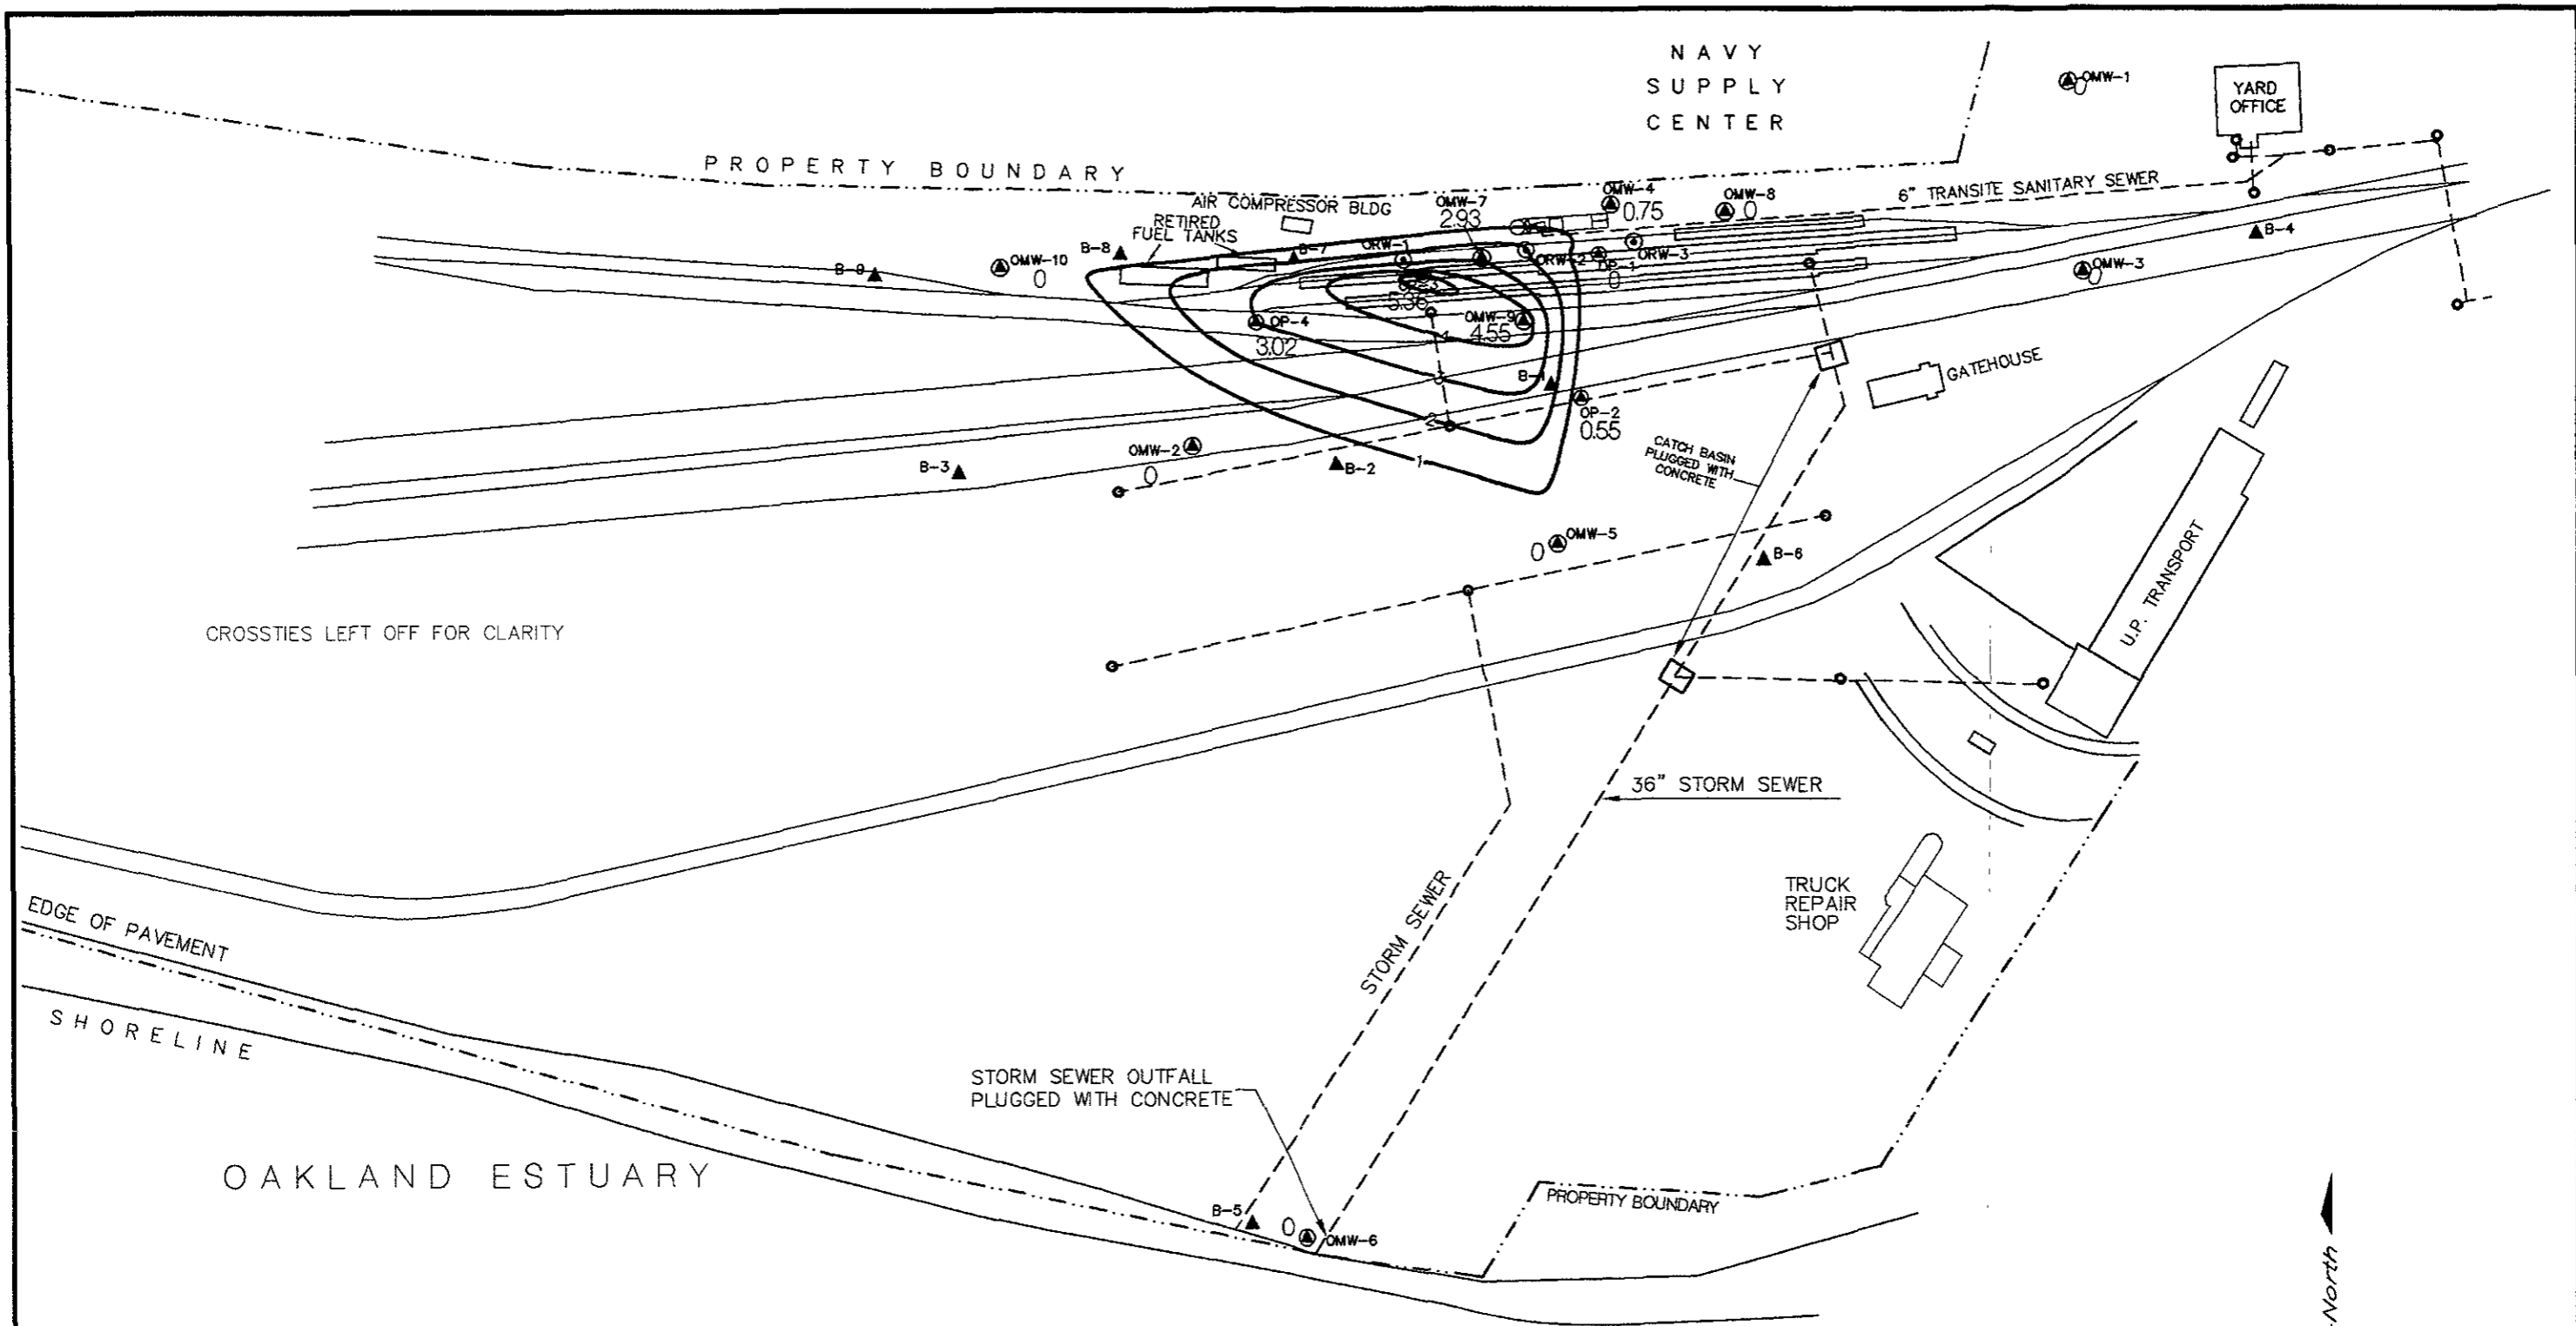 NAVY
SUPPLY
CENTER
OMW-1
0
YARD
OFFICE
PROPERTY BOUNDARY
AIR COMPRESSOR BLDG
RETIRED
FUEL TANKS
OMW-7
2.93
OMW-4
0.75
OMW-8
0
6" TRANSITE SANITARY SEWER
B-4
B-9
OMW-10
0
B-8
B-7
ORW-1
ORW-2
OP-1
0
ORW-3
OMW-3
0
5.36
OP-4
3.02
OMW-9
4.55
4
3
2
1
B-1
OP-2
0.55
GATEHOUSE
OMW-2
0
B-3
B-2
CATCH BASIN
PLUGGED WITH
CONCRETE
OMW-5
0
B-6
U.P. TRANSPORT
CROSSTIES LEFT OFF FOR CLARITY
36" STORM SEWER
STORM SEWER
TRUCK
REPAIR
SHOP
EDGE OF PAVEMENT
SHORELINE
STORM SEWER OUTFALL
PLUGGED WITH CONCRETE
OAKLAND ESTUARY
B-5
0
OMW-6
PROPERTY BOUNDARY
North